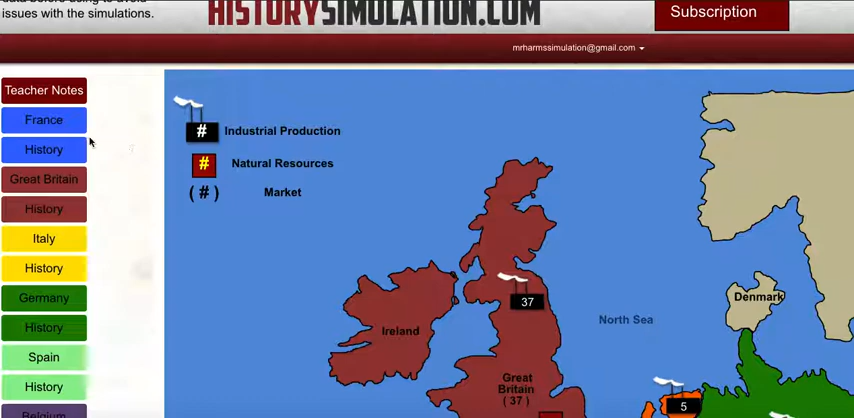 issues with the simulations.
HISTORYSIMULATION.COM
Subscription
mrharmssimulation@gmail.com
Teacher Notes
France
History
Great Britain
History
Italy
History
Germany
History
Spain
History
Belgium
# Industrial Production
# Natural Resources
( # ) Market
37
Ireland
North Sea
Denmark
Great
Britain
( 37 )
5